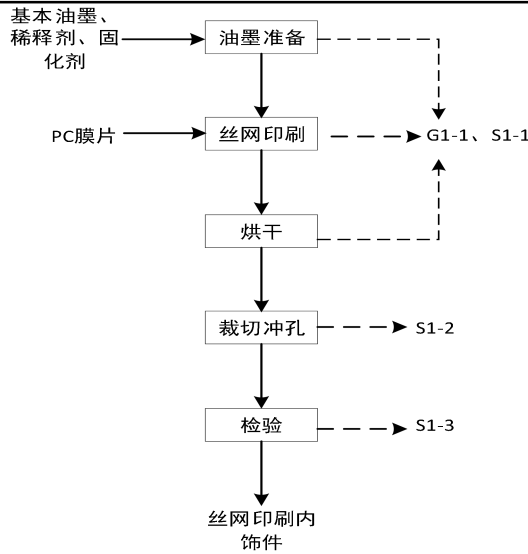 基本油墨、
稀释剂、固
化剂
油墨准备
PC膜片
丝网印刷
G1-1、S1-1
烘干
裁切冲孔
S1-2
检验
S1-3
丝网印刷内
饰件